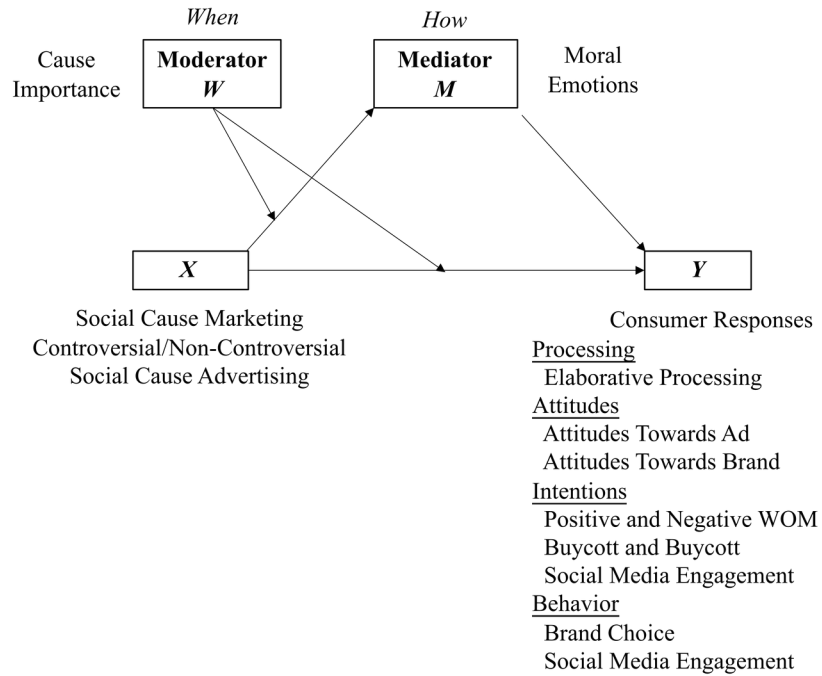 When
How
Cause
Importance
Moderator
W
Mediator
M
Moral
Emotions
X
Y
Social Cause Marketing
Controversial/Non-Controversial
Social Cause Advertising
Consumer Responses
Processing
Elaborative Processing
Attitudes
Attitudes Towards Ad
Attitudes Towards Brand
Intentions
Positive and Negative WOM
Buycott and Buycott
Social Media Engagement
Behavior
Brand Choice
Social Media Engagement